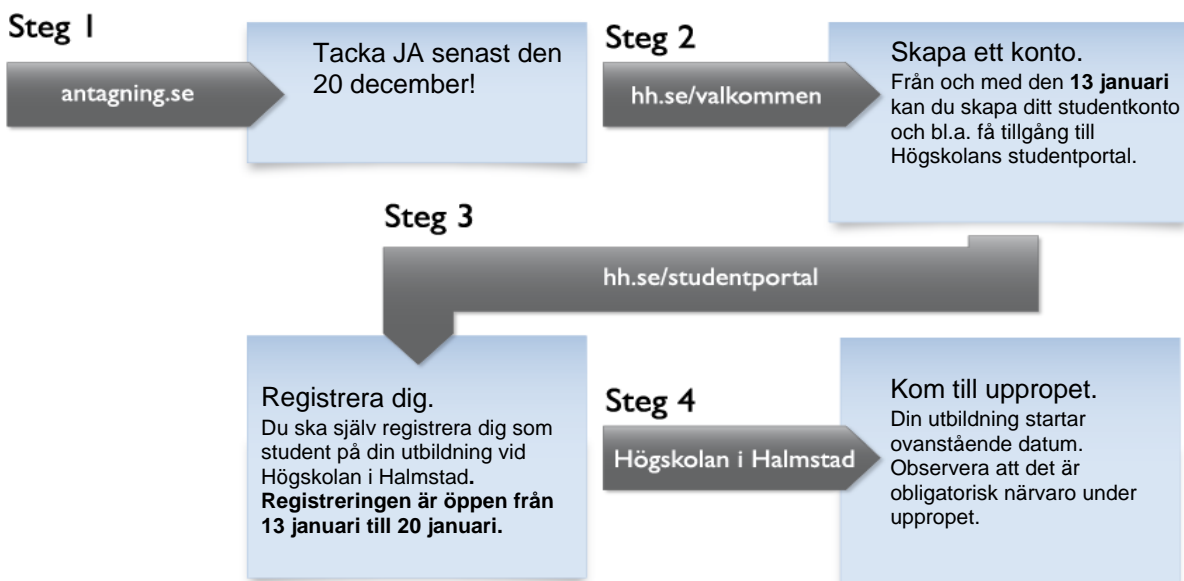 Steg 1
antagning.se
Tacka JA senast den
20 december!
Steg 2
hh.se/valkommen
Skapa ett konto.
Från och med den 13 januari
kan du skapa ditt studentkonto
och bl.a. få tillgång till
Högskolans studentportal.
Steg 3
hh.se/studentportal
Registrera dig.
Du ska själv registrera dig som
student på din utbildning vid
Högskolan i Halmstad.
Registreringen är öppen från
13 januari till 20 januari.
Steg 4
Högskolan i Halmstad
Kom till uppropet.
Din utbildning startar
ovanstående datum.
Observera att det är
obligatorisk närvaro under
uppropet.